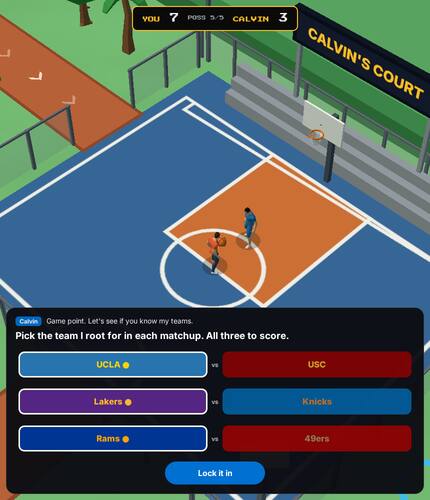 YOU 7 POSS 5/5 CALVIN 3
CALVIN'S COURT
Calvin Game point. Let's see if you know my teams.
Pick the team I root for in each matchup. All three to score.
UCLA vs USC
Lakers vs Knicks
Rams vs 49ers
Lock it in